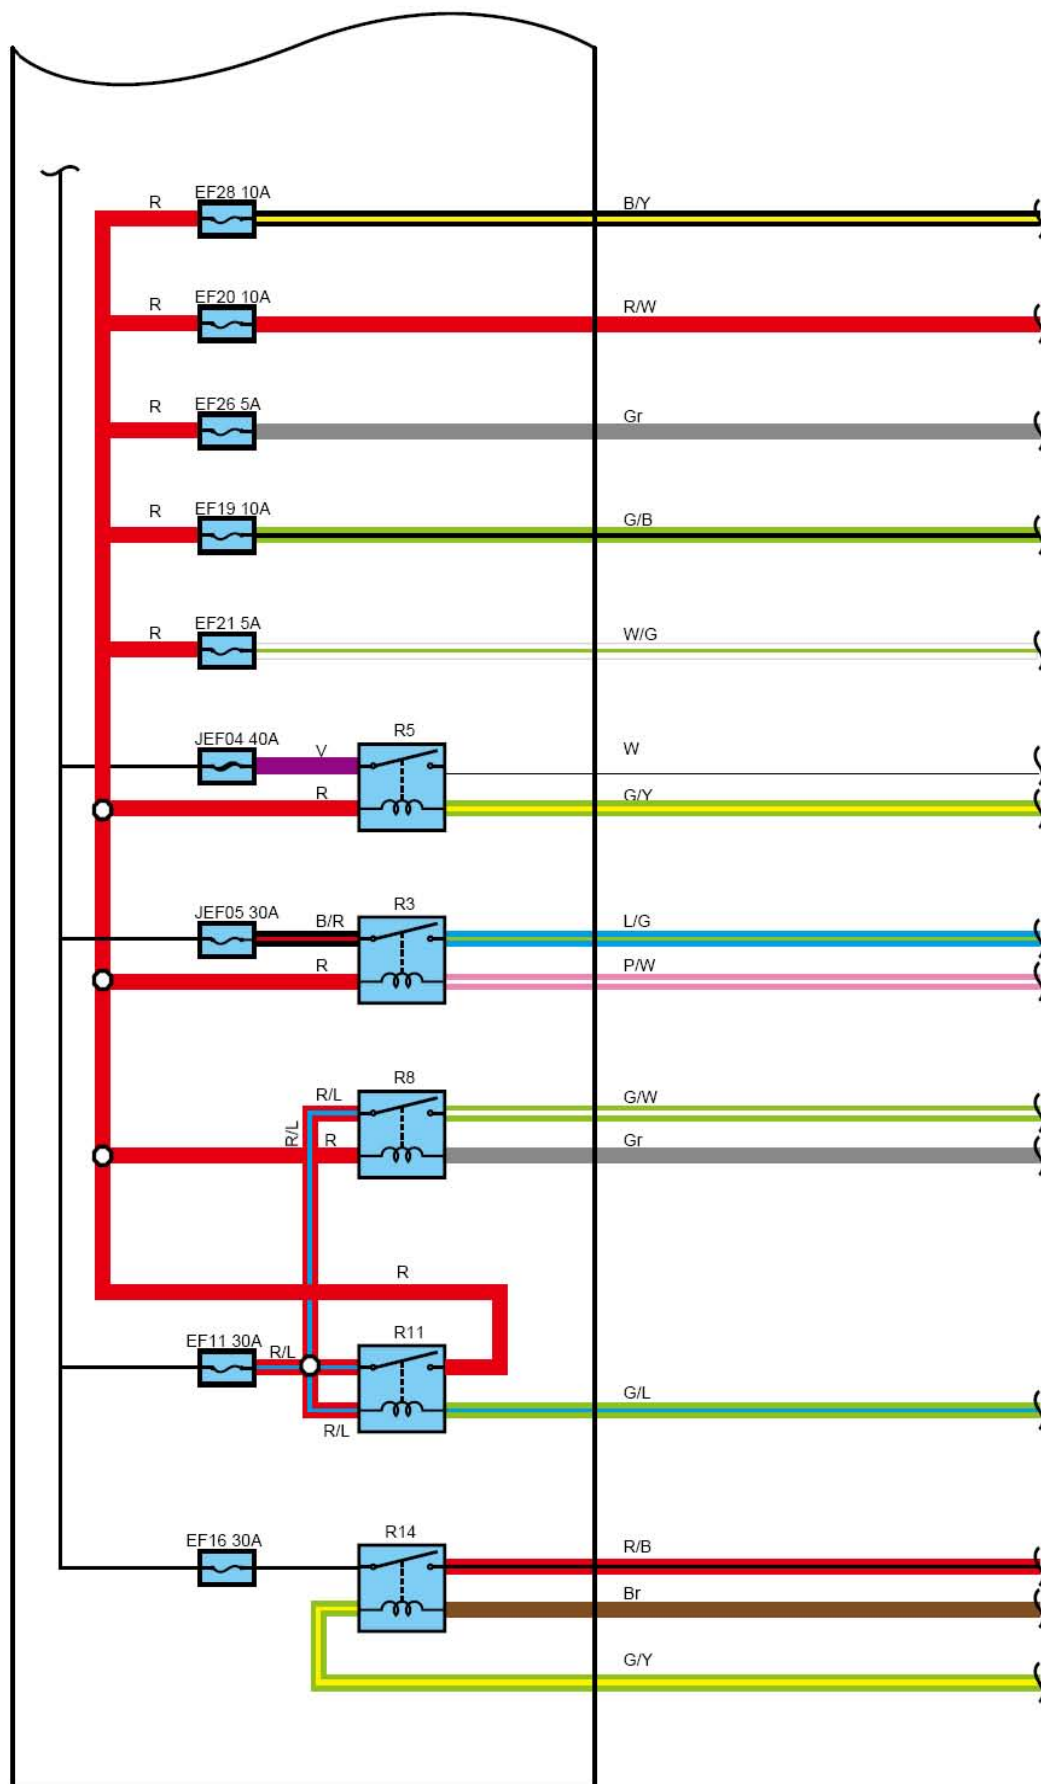 EF28 10A
R
B/Y
EF20 10A
R
R/W
EF26 5A
R
Gr
EF19 10A
R
G/B
EF21 5A
R
W/G
R5
JEF04 40A
V
W
R
G/Y
R3
JEF05 30A
B/R
L/G
R
P/W
R8
R/L
G/W
R/L
R
Gr
R
R11
EF11 30A
R/L
G/L
R/L
R14
EF16 30A
R/B
Br
G/Y